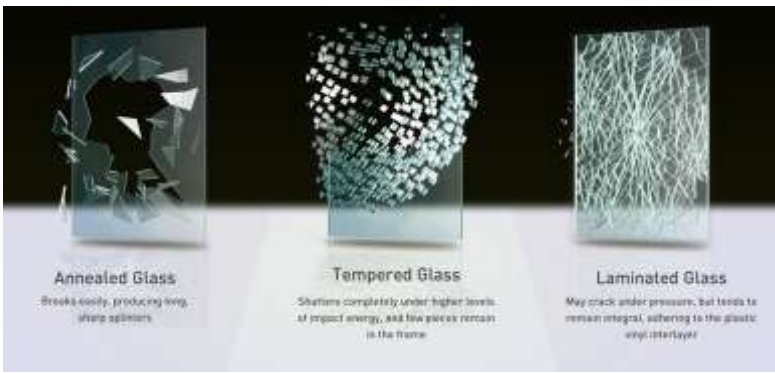 Annealed Glass
Breaks easily, producing long,
sharp splinters
Tempered Glass
Shatters completely under higher levels
of impact energy, and few pieces remain
in the frame
Laminated Glass
May crack under pressure, but tends to
remain integral, adhering to the plastic
vinyl interlayer